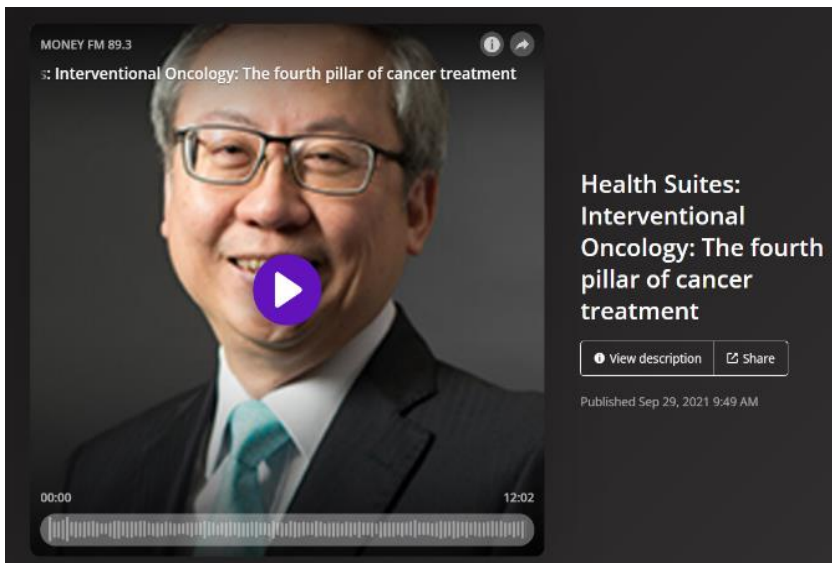 MONEY FM 89.3
s: Interventional Oncology: The fourth pillar of cancer treatment
00:00
12:02
Health Suites:
Interventional
Oncology: The fourth
pillar of cancer
treatment
View description
Share
Published Sep 29, 2021 9:49 AM